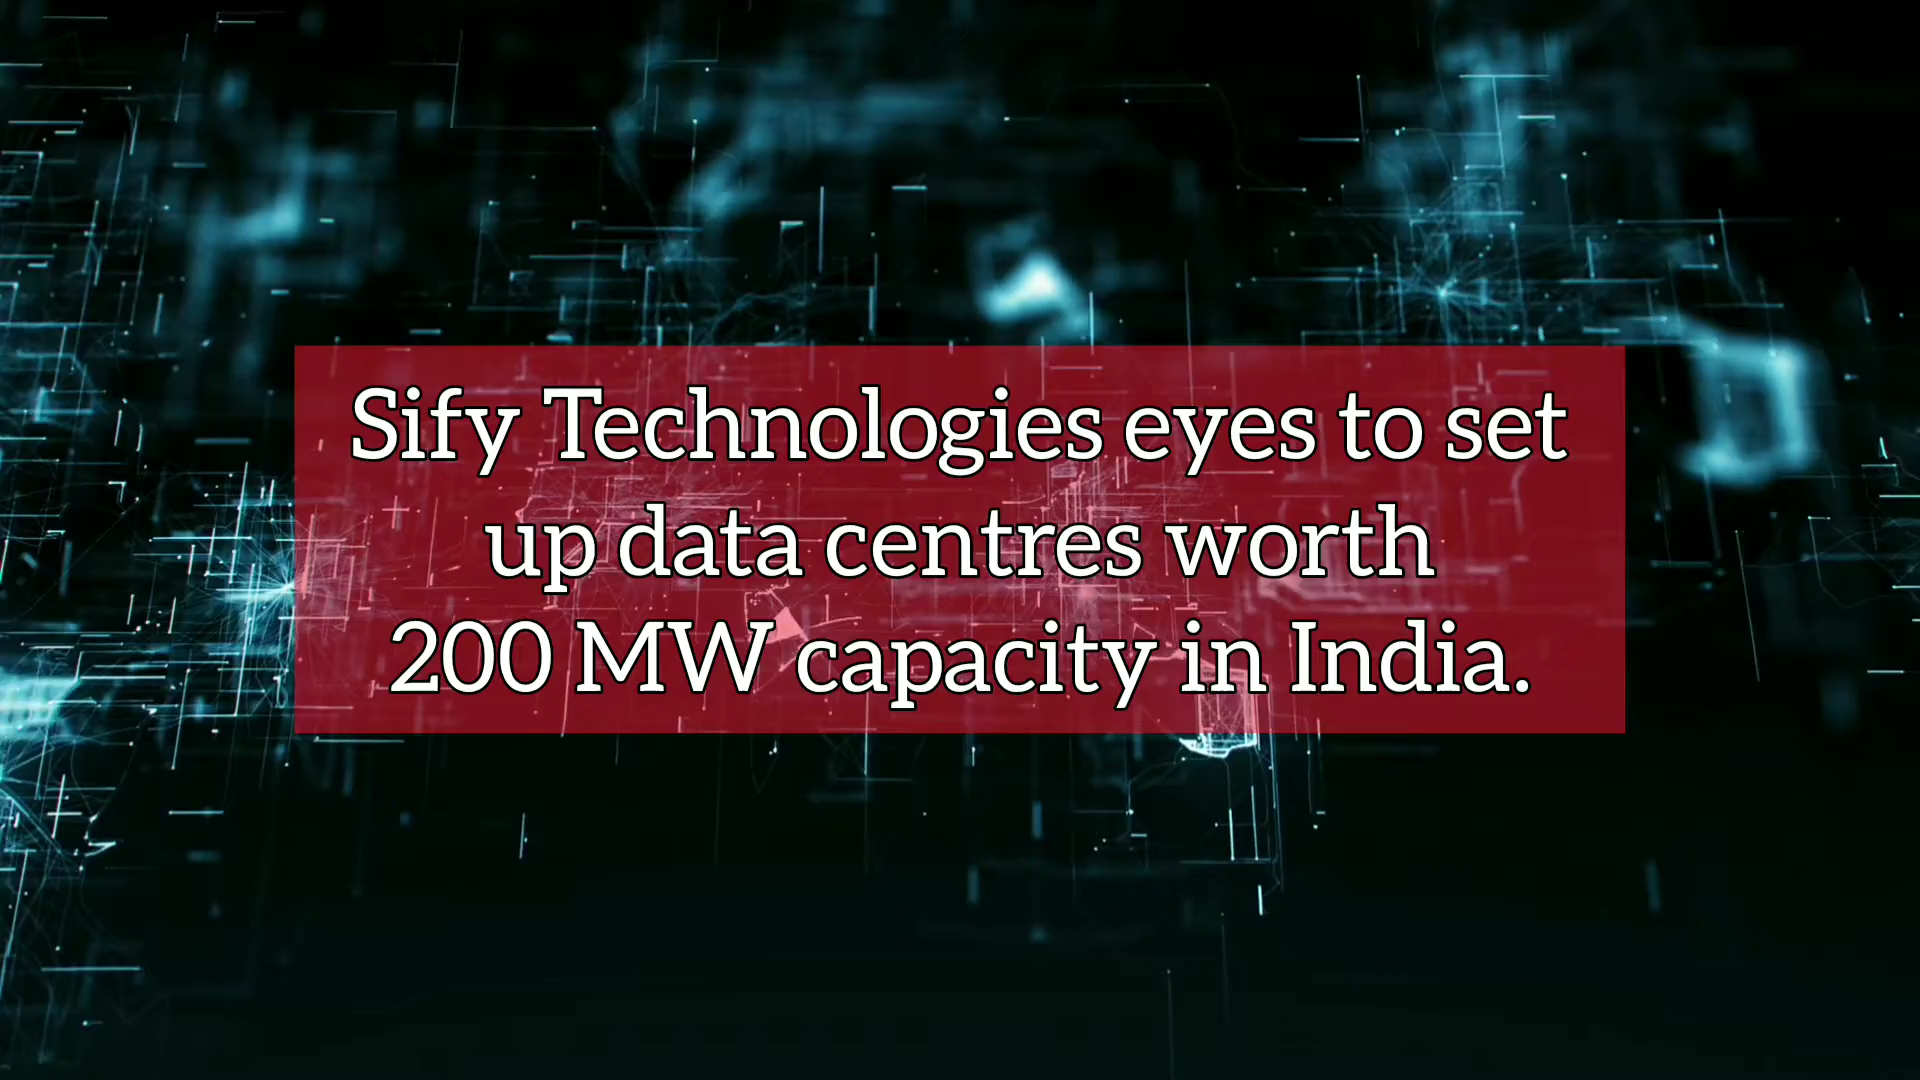 Sify Technologies eyes to set
up data centres worth
200 MW capacity in India.